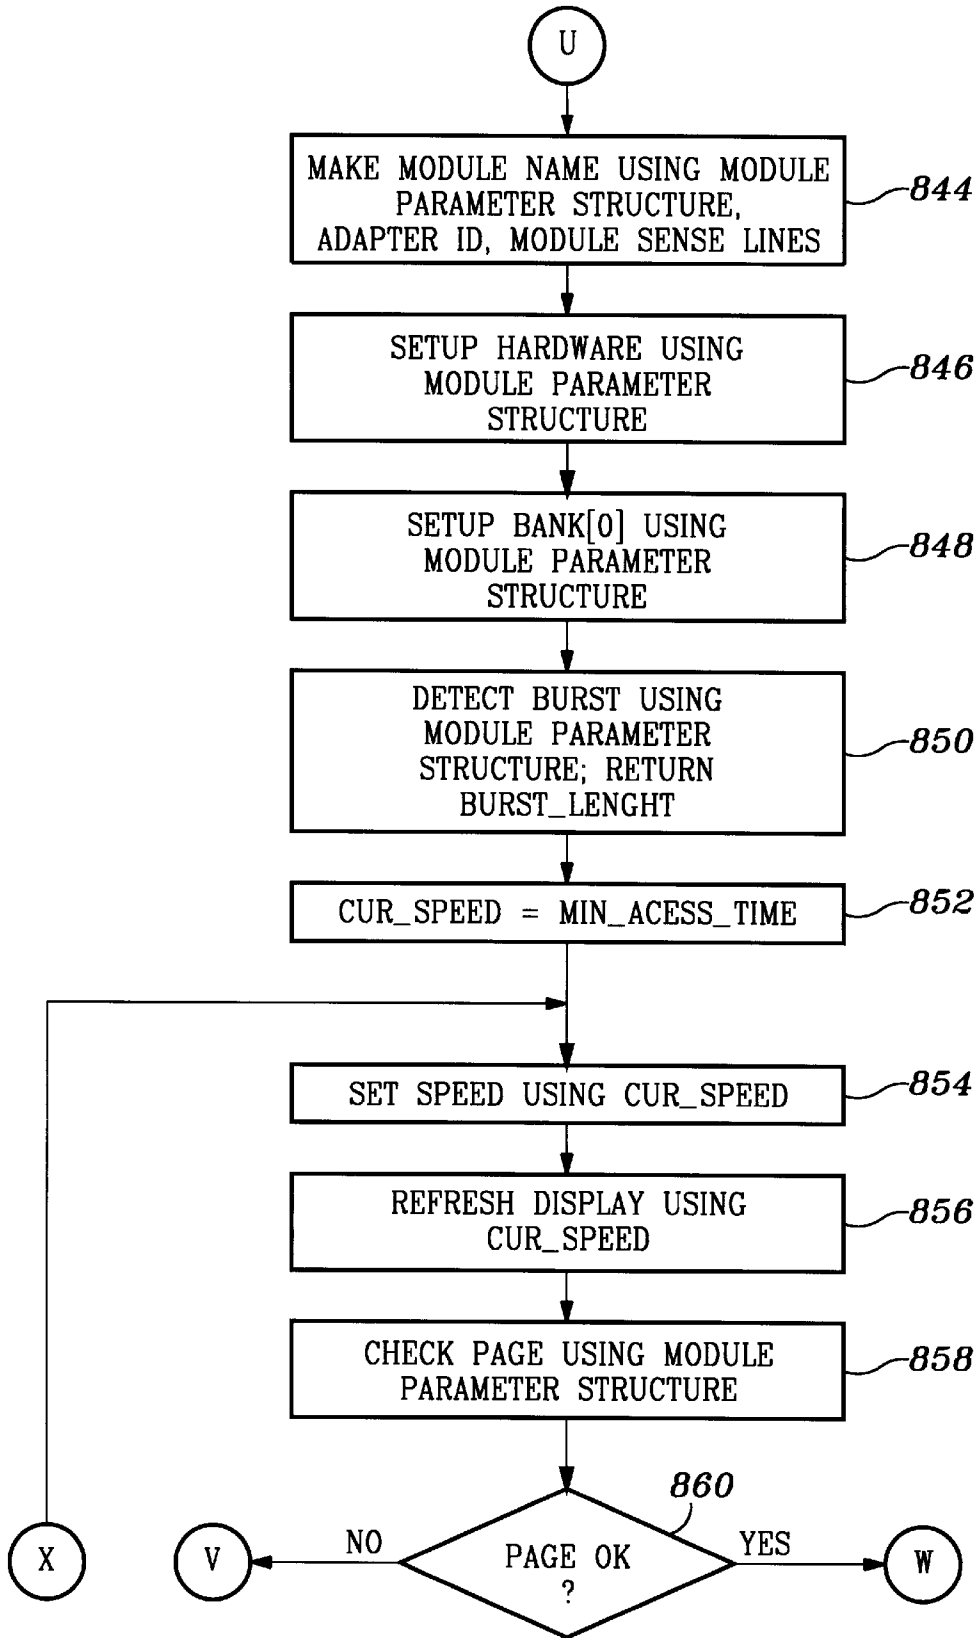 U
MAKE MODULE NAME USING MODULE
PARAMETER STRUCTURE,
ADAPTER ID, MODULE SENSE LINES
844
SETUP HARDWARE USING
MODULE PARAMETER
STRUCTURE
846
SETUP BANK[0] USING
MODULE PARAMETER
STRUCTURE
848
DETECT BURST USING
MODULE PARAMETER
STRUCTURE; RETURN
BURST_LENGHT
850
CUR_SPEED = MIN_ACESS_TIME
852
SET SPEED USING CUR_SPEED
854
REFRESH DISPLAY USING
CUR_SPEED
856
CHECK PAGE USING MODULE
PARAMETER STRUCTURE
858
860
X
V
NO
PAGE OK
?
YES
W